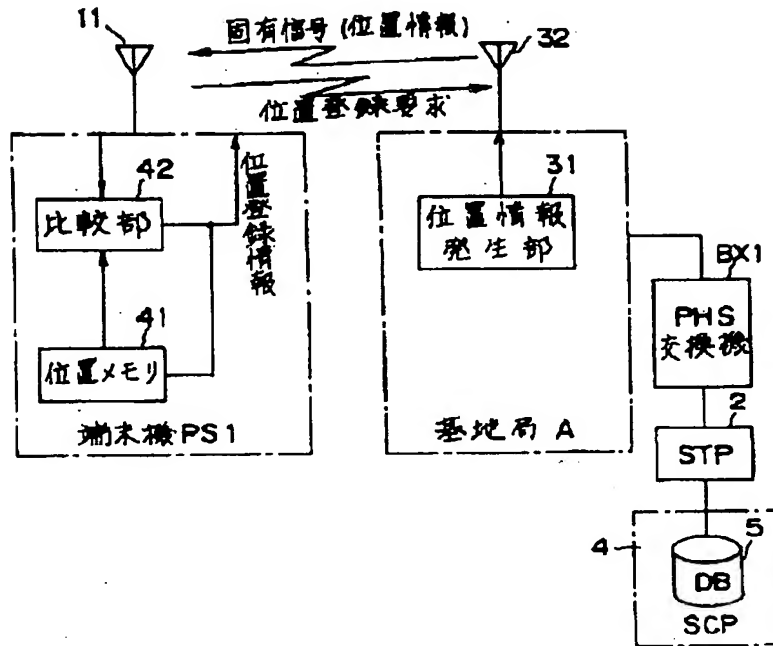 11
固有信号(位置情報)
32
位置登録要求
42
比較部
位置登録情報
31
位置情報
発生部
BX1
PHS
交換機
41
位置メモリ
端末機PS1
基地局 A
2
STP
4
5
DB
SCP